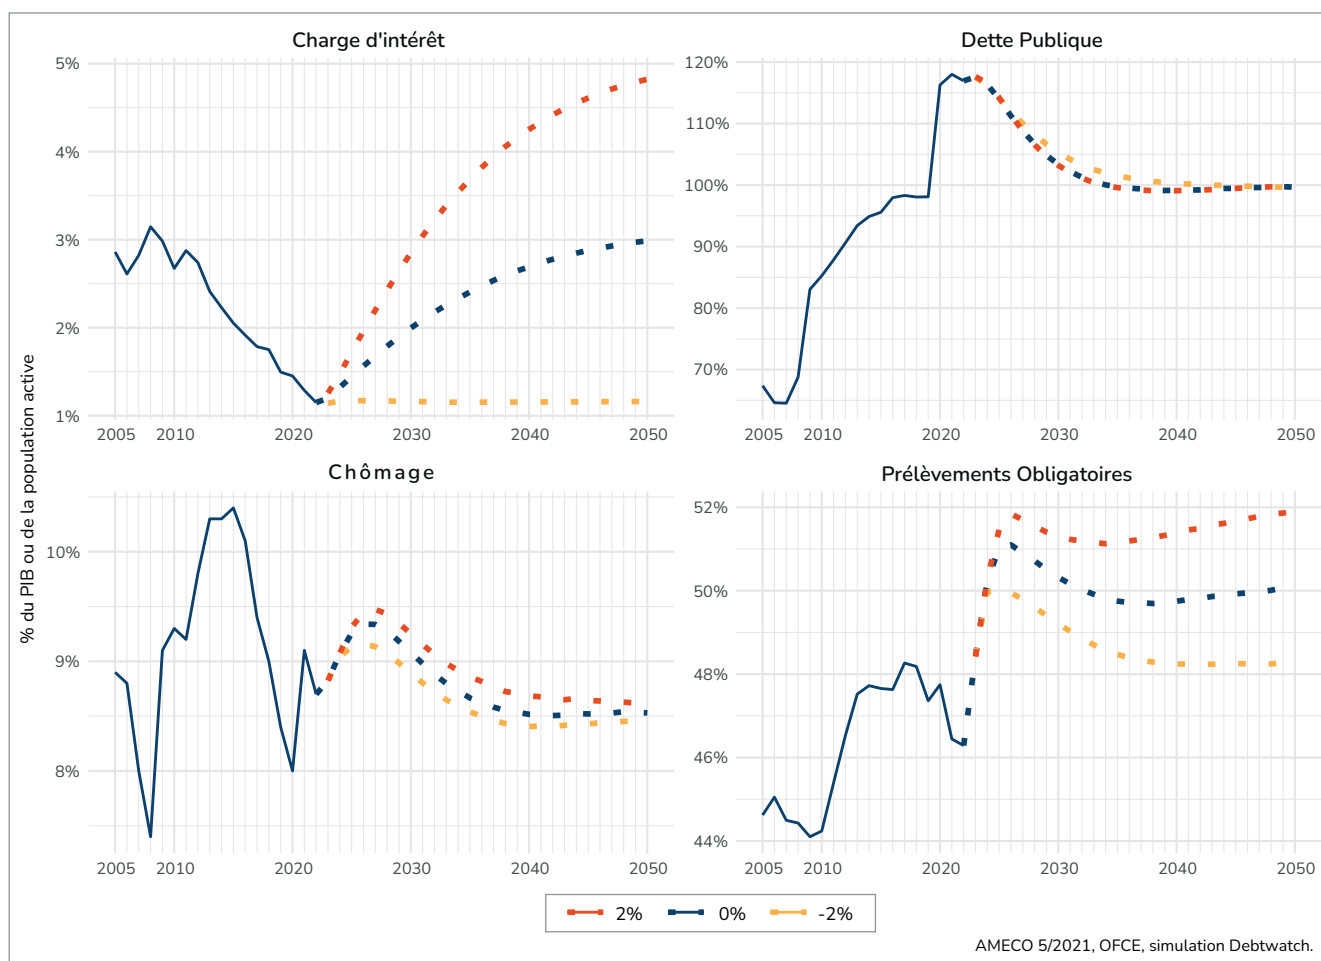 Charge d'intérêt
5%
4%
3%
2%
1%
2005 2010 2020 2030 2040 2050
Dette Publique
120%
110%
100%
90%
80%
70%
2005 2010 2020 2030 2040 2050
% du PIB ou de la population active
Chômage
10%
9%
8%
2005 2010 2020 2030 2040 2050
Prélèvements Obligatoires
52%
50%
48%
46%
44%
2005 2010 2020 2030 2040 2050
2% 0% -2%
AMECO 5/2021, OFCE, simulation Debtwatch.